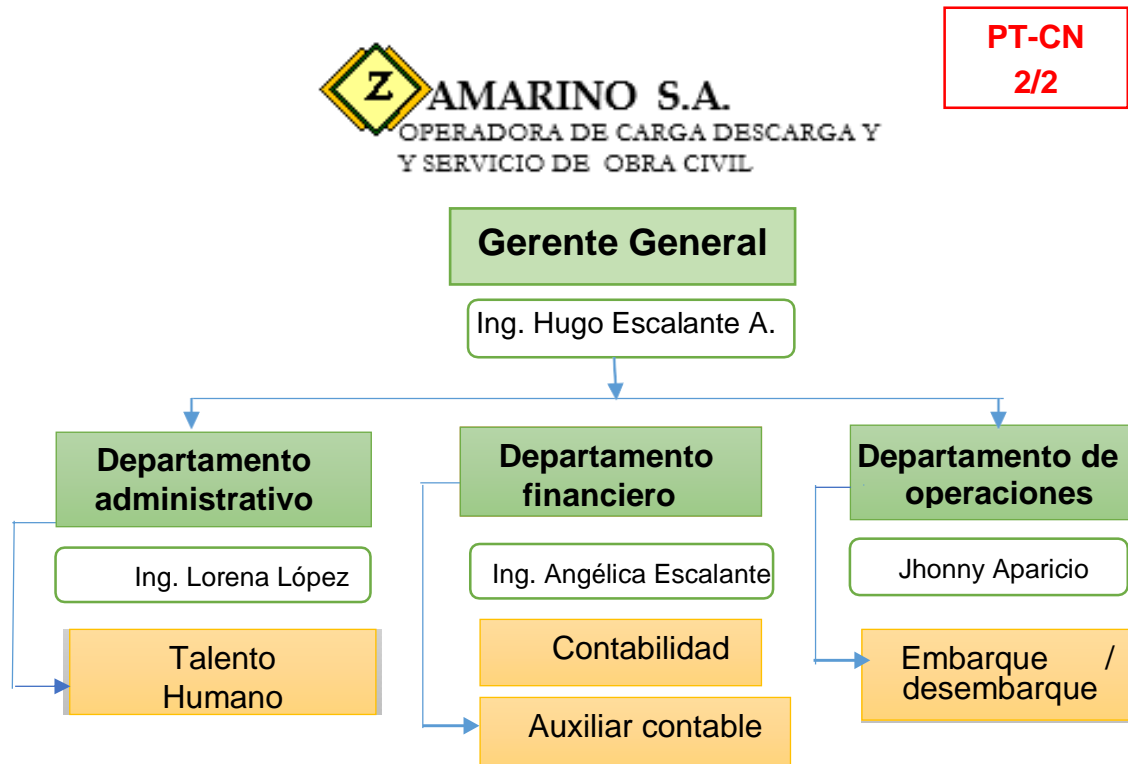 PT-CN
2/2
Z
AMARINO S.A.
OPERADORA DE CARGA DESCARGA Y
Y SERVICIO DE OBRA CIVIL
Gerente General
Ing. Hugo Escalante A.
Departamento
administrativo
Ing. Lorena López
Talento
Humano
Departamento
financiero
Ing. Angélica Escalante
Contabilidad
Auxiliar contable
Departamento de
operaciones
Jhonny Aparicio
Embarque /
desembarque